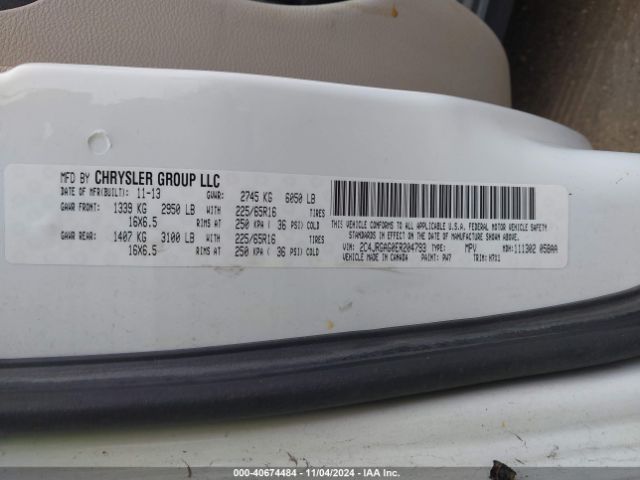 MFD BY CHRYSLER GROUP LLC
DATE OF MFR(BUILT): 11-13 GVWR: 2745 KG 6050 LB
GAWR FRONT: 1339 KG 2950 LB WITH 225/65R16 TIRES
16X6.5 RIMS AT 250 KPA ( 36 PSI) COLD
GAWR REAR: 1407 KG 3100 LB WITH 225/65R16 TIRES
16X6.5 RIMS AT 250 KPA ( 36 PSI) COLD
THIS VEHICLE CONFORMS TO ALL APPLICABLE U.S.A. FEDERAL MOTOR VEHICLE SAFETY
STANDARDS IN EFFECT ON THE DATE OF MANUFACTURE SHOWN ABOVE.
VIN: 2C4JRGAG0ER204793 TYPE: MPV MDH: 111302 050AA
VEHICLE MADE IN CANADA PAINT: PW7 TRIM:
000-40674484 - 11/04/2024 - IAA Inc.